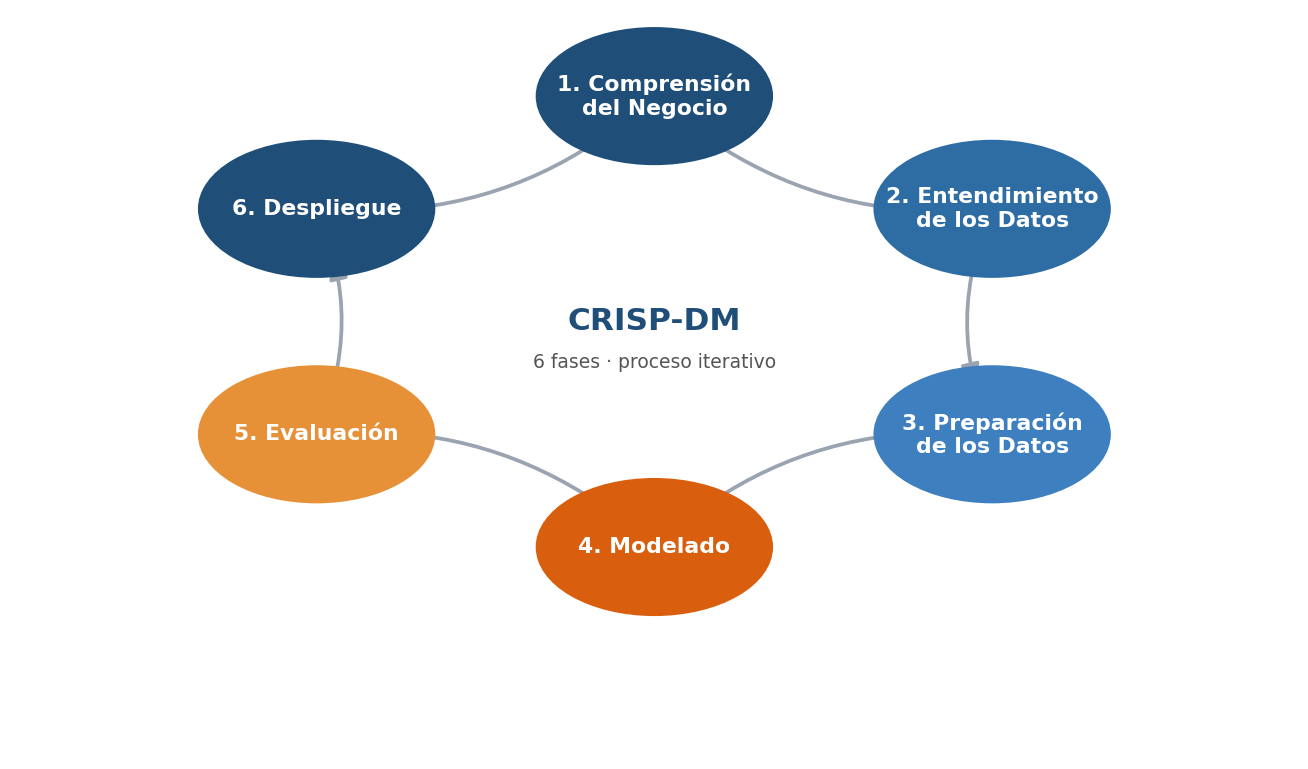 1. Comprensión
del Negocio
2. Entendimiento
de los Datos
3. Preparación
de los Datos
4. Modelado
5. Evaluación
6. Despliegue
CRISP-DM
6 fases · proceso iterativo